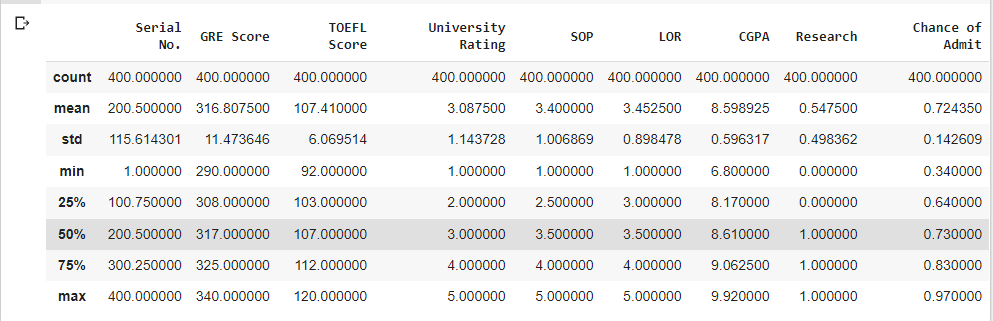 Serial No. GRE Score TOEFL Score University Rating SOP LOR CGPA Research Chance of Admit
count 400.000000 400.000000 400.000000 400.000000 400.000000 400.000000 400.000000 400.000000 400.000000
mean 200.500000 316.807500 107.410000 3.087500 3.400000 3.452500 8.598925 0.547500 0.724350
std 115.614301 11.473646 6.069514 1.143728 1.006869 0.898478 0.596317 0.498362 0.142609
min 1.000000 290.000000 92.000000 1.000000 1.000000 1.000000 6.800000 0.000000 0.340000
25% 100.750000 308.000000 103.000000 2.000000 2.500000 3.000000 8.170000 0.000000 0.640000
50% 200.500000 317.000000 107.000000 3.000000 3.500000 3.500000 8.610000 1.000000 0.730000
75% 300.250000 325.000000 112.000000 4.000000 4.000000 4.000000 9.062500 1.000000 0.830000
max 400.000000 340.000000 120.000000 5.000000 5.000000 5.000000 9.920000 1.000000 0.970000